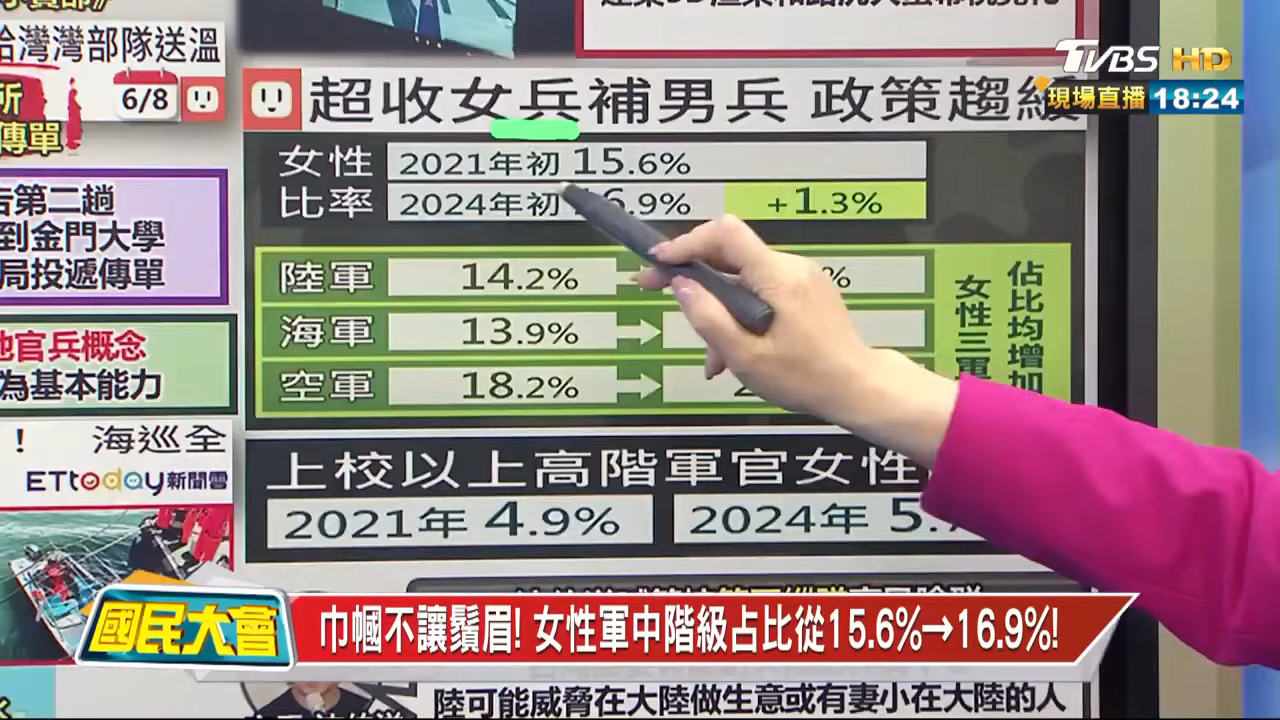 給灣灣部隊送溫
6/8
所
傳單
告第二趟
到金門大學
局投遞傳單
他官兵概念
為基本能力
！ 海巡全
ETtoday新聞雲
TVBS HD
現場直播 18:24
超收女兵補男兵 政策趨緩
女性比率
2021年初 15.6%
2024年初 6.9% +1.3%
陸軍 14.2% %
海軍 13.9%
空軍 18.2% 2
女性三軍
佔比均增加
上校以上高階軍官女性
2021年 4.9% 2024年 5.
國民大會
巾幗不讓鬚眉! 女性軍中階級占比從15.6%→16.9%!
陸可能威脅在大陸做生意或有妻小在大陸的人